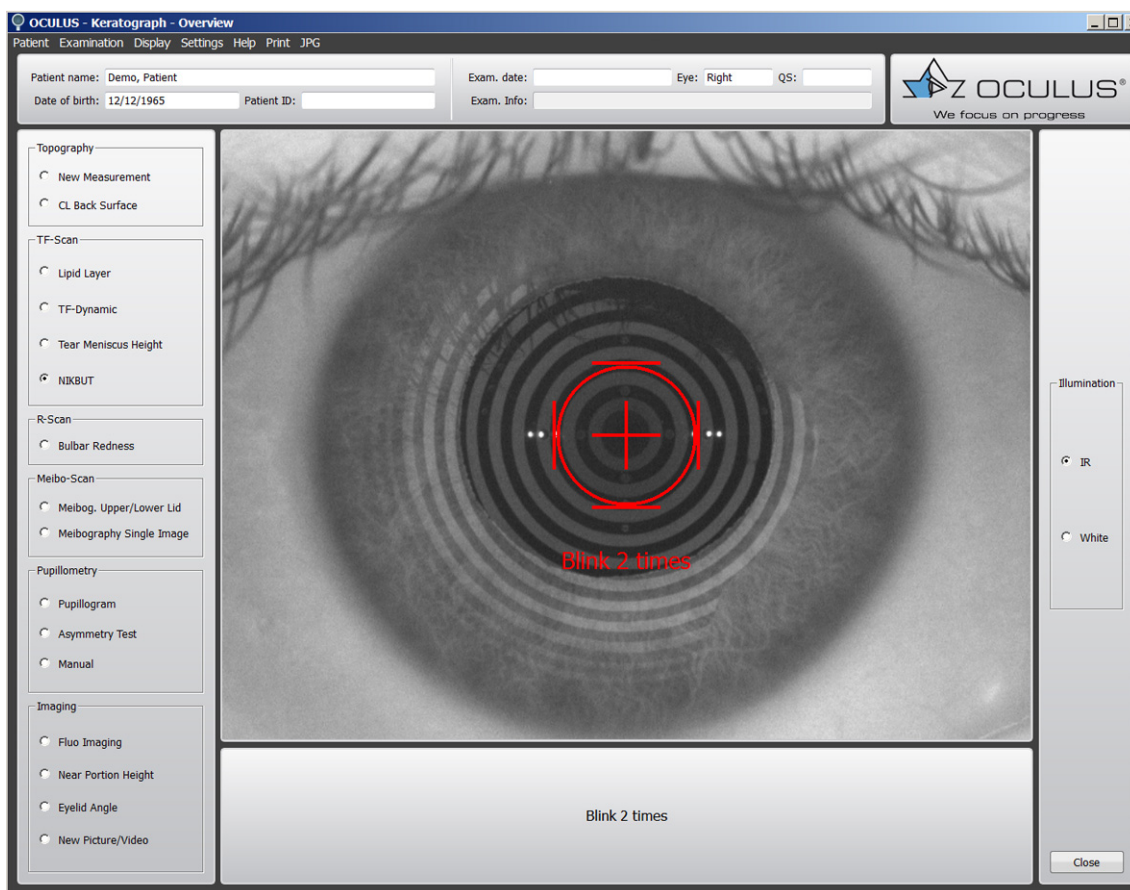 OCULUS - Keratograph - Overview
Patient Examination Display Settings Help Print JPG
Patient name: Demo, Patient
Date of birth: 12/12/1965 Patient ID:
Exam. date: Eye: Right QS:
Exam. Info:
OCULUS®
We focus on progress
Topography
New Measurement
CL Back Surface
TF-Scan
Lipid Layer
TF-Dynamic
Tear Meniscus Height
NIKBUT
R-Scan
Bulbar Redness
Meibo-Scan
Meibog. Upper/Lower Lid
Meibography Single Image
Pupillometry
Pupillogram
Asymmetry Test
Manual
Imaging
Fluo Imaging
Near Portion Height
Eyelid Angle
New Picture/Video
Blink 2 times
Blink 2 times
Illumination
IR
White
Close